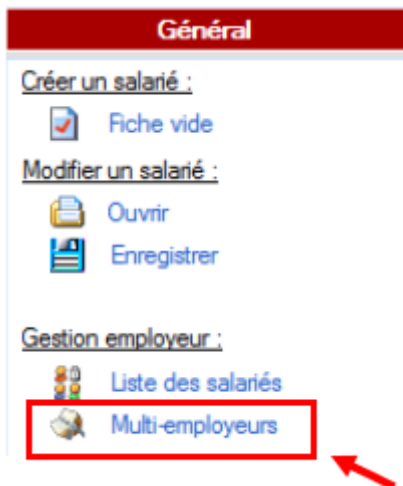 Général
Créer un salarié :
Fiche vide
Modifier un salarié :
Ouvrir
Enregistrer
Gestion employeur :
Liste des salariés
Multi-employeurs